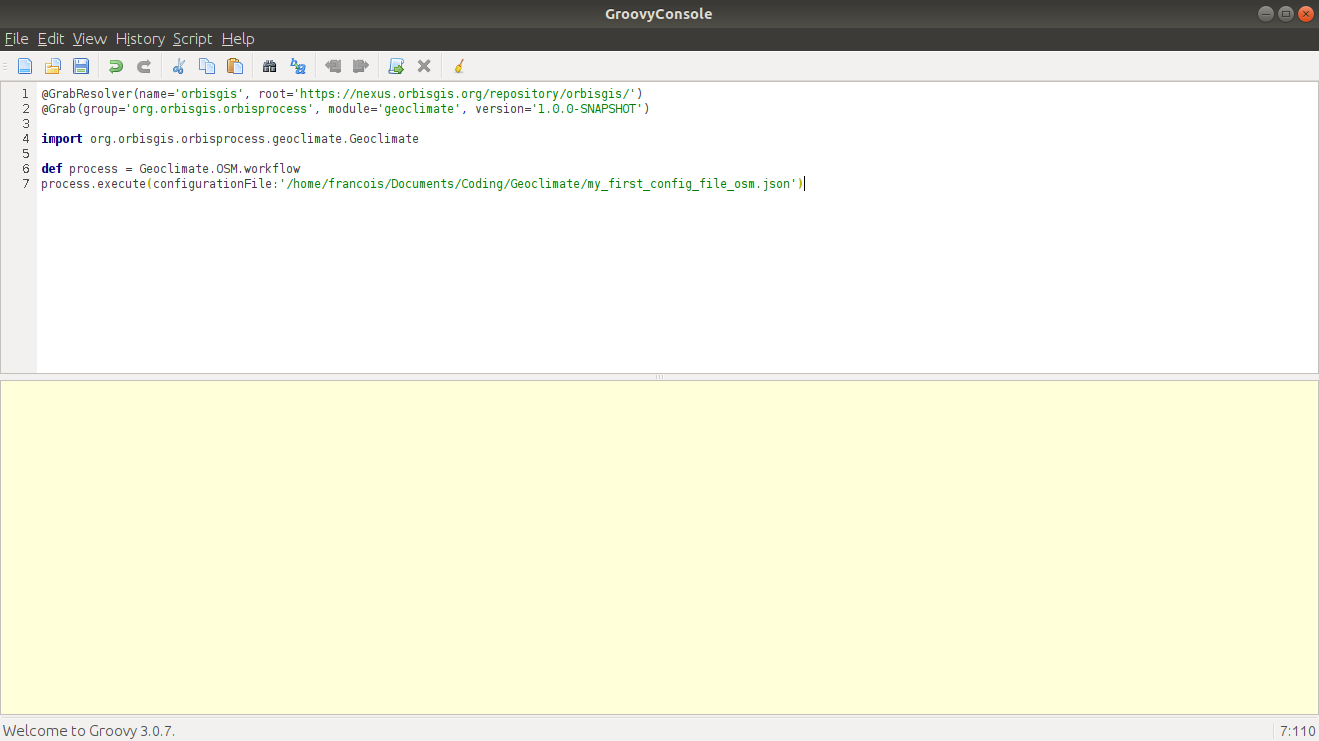 GroovyConsole
File Edit View History Script Help
1 @GrabResolver(name='orbisgis', root='https://nexus.orbisgis.org/repository/orbisgis/')
2 @Grab(group='org.orbisgis.orbisprocess', module='geoclimate', version='1.0.0-SNAPSHOT')
3
4 import org.orbisgis.orbisprocess.geoclimate.Geoclimate
5
6 def process = Geoclimate.OSM.workflow
7 process.execute(configurationFile:'/home/francois/Documents/Coding/Geoclimate/my_first_config_file_osm.json')
Welcome to Groovy 3.0.7. 7:110